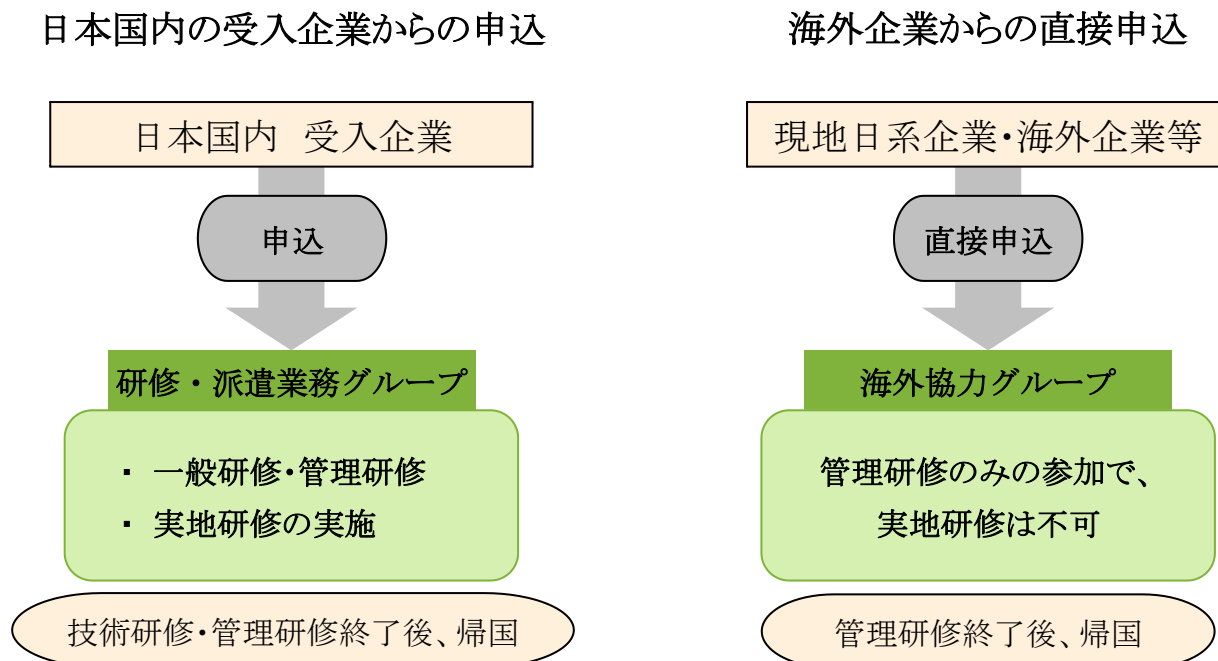 日本国内の受入企業からの申込
日本国内 受入企業
申込
研修・派遣業務グループ
・ 一般研修・管理研修
・ 実地研修の実施
技術研修・管理研修終了後、帰国
海外企業からの直接申込
現地日系企業・海外企業等
直接申込
海外協力グループ
管理研修のみの参加で、
実地研修は不可
管理研修終了後、帰国